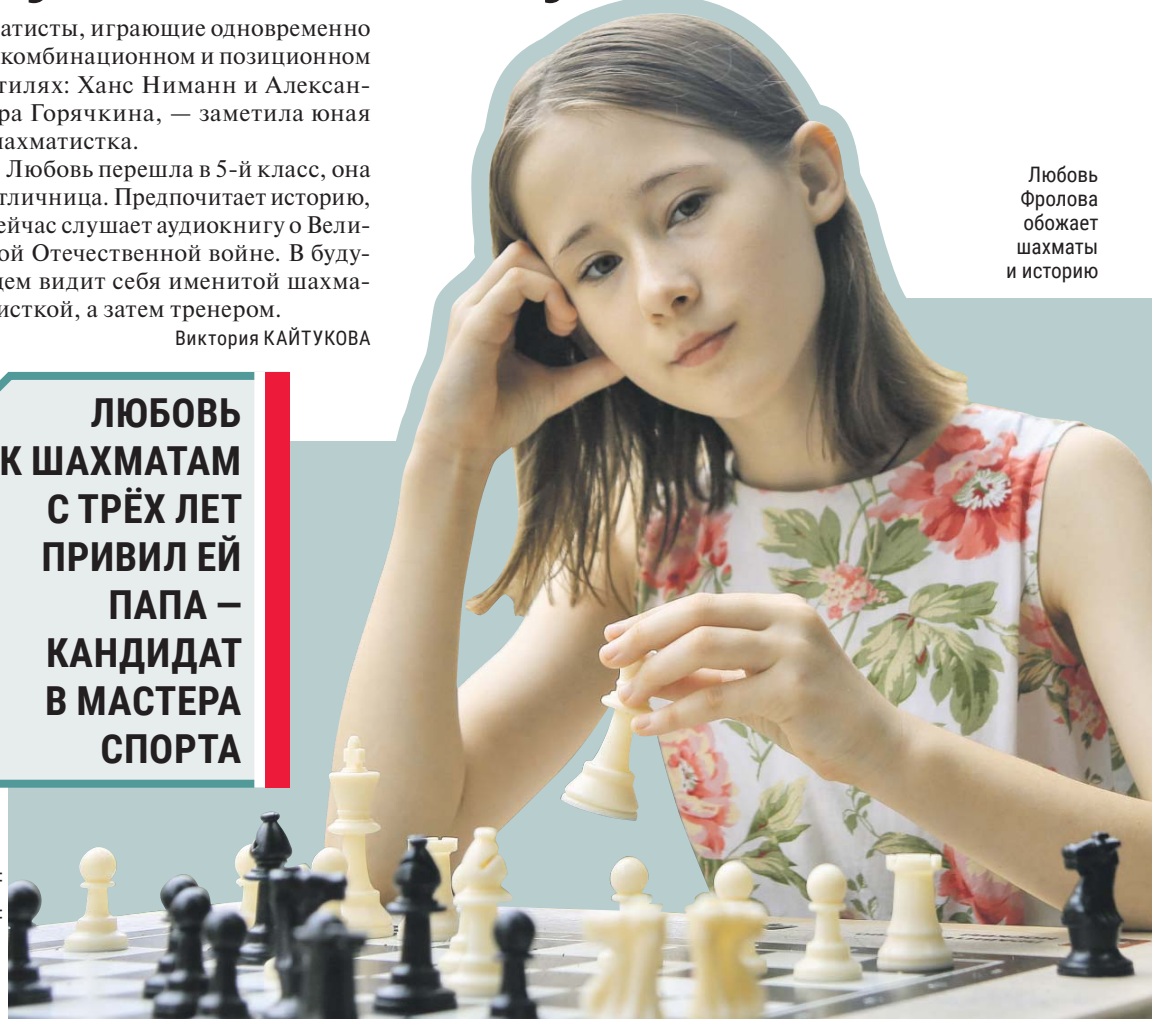 атисты, играющие одновременно
комбинационном и позиционном
тилях: Ханс Ниманн и Алексан-
ра Горячкина, — заметила юная
шахматистка.
Любовь перешла в 5-й класс, она
тличница. Предпочитает историю,
ейчас слушает аудиокнигу о Вели-
ой Отечественной войне. В буду-
щем видит себя именитой шахма-
исткой, а затем тренером.
Виктория КАЙТУКОВА
ЛЮБОВЬ
К ШАХМАТАМ
С ТРЁХ ЛЕТ
ПРИВИЛ ЕЙ
ПАПА —
КАНДИДАТ
В МАСТЕРА
СПОРТА
Любовь
Фролова
обожает
шахматы
и историю